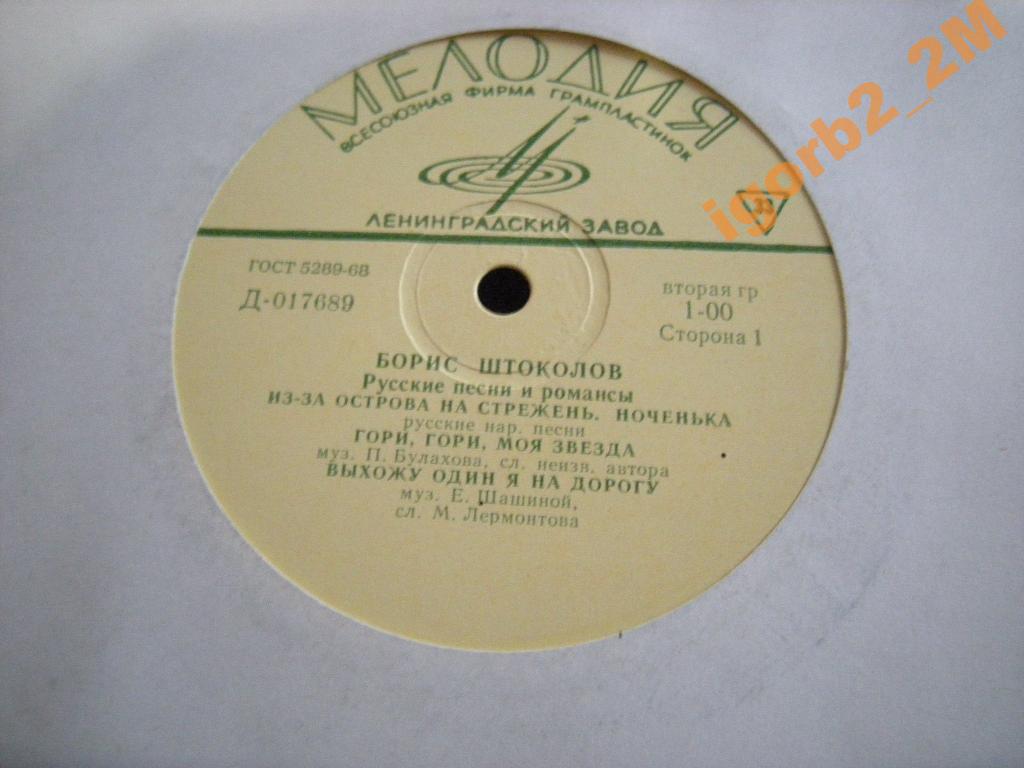 МЕЛОДИЯ
ВСЕСОЮЗНАЯ ФИРМА ГРАМПЛАСТИНОК
33
ЛЕНИНГРАДСКИЙ ЗАВОД
ГОСТ 5289-68
Д-017689
вторая гр
1-00
Сторона 1
БОРИС ШТОКОЛОВ
Русские песни и романсы
ИЗ-ЗА ОСТРОВА НА СТРЕЖЕНЬ. НОЧЕНЬКА
русские нар. песни
ГОРИ, ГОРИ, МОЯ ЗВЕЗДА
муз. П. Булахова, сл. неизв. автора
ВЫХОЖУ ОДИН Я НА ДОРОГУ
муз. Е. Шашиной,
сл. М. Лермонтова
igorb2_2M